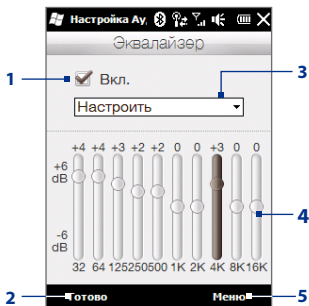 Настройка Ау
Эквалайзер
1
Вкл.
3
Настроить
+4 +4 +3 +2 +2 0 0 +3 0 0
+6
dB
4
-6
dB
32 64 125 250 500 1K 2K 4K 8K 16K
2
Готово
Меню
5